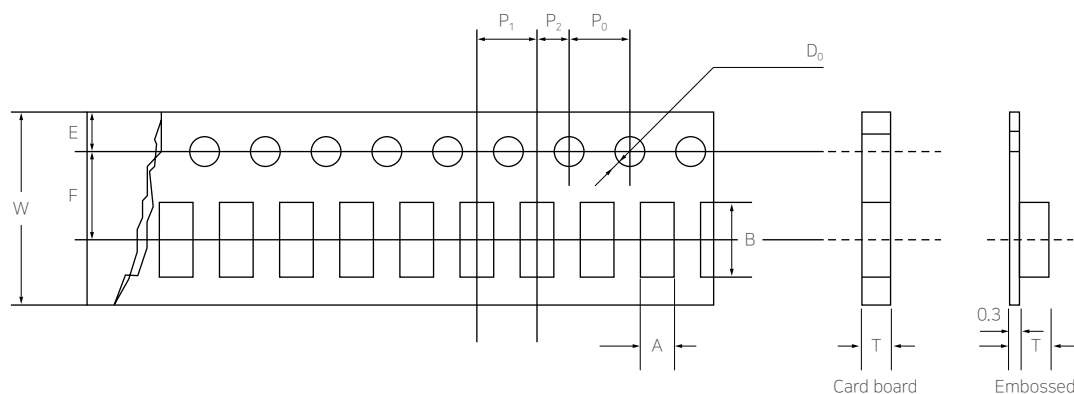 P₁ P₂ P₀
D₀
E
F
W
B
0.3
A T T
Card board Embossed